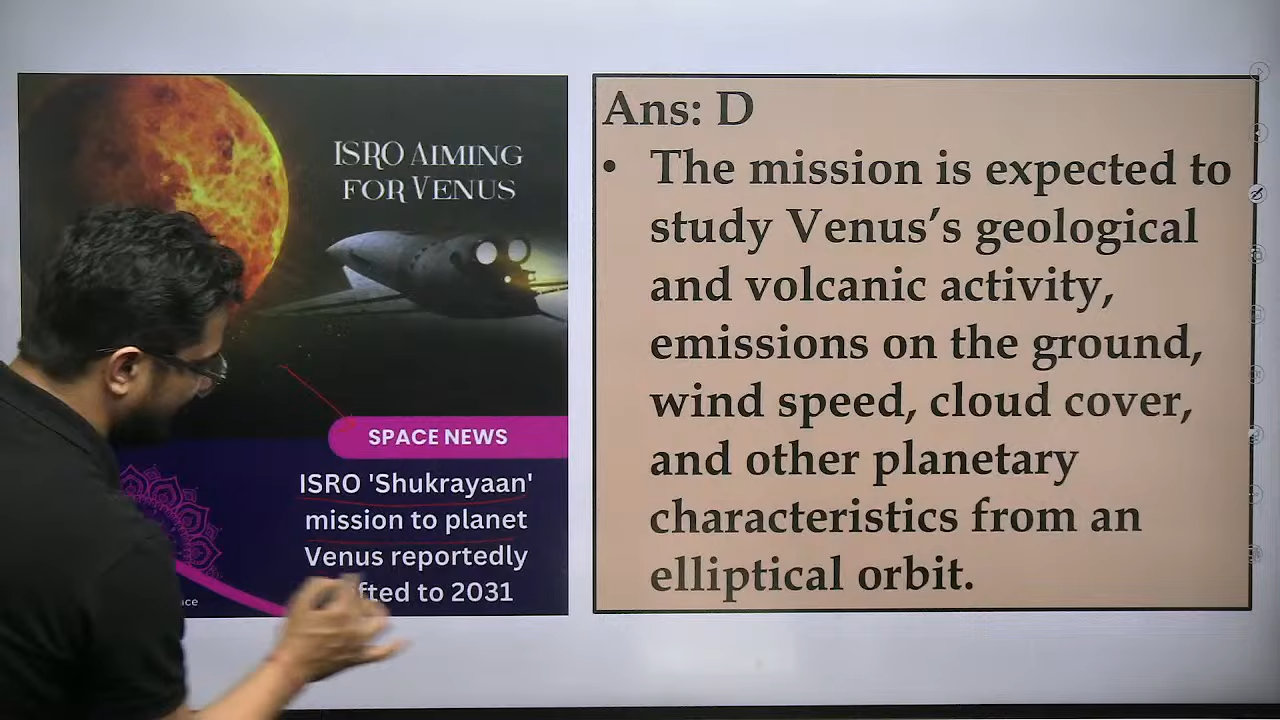 ISRO AIMING
FOR VENUS
SPACE NEWS
ISRO 'Shukrayaan'
mission to planet
Venus reportedly
to 2031
Ans: D
• The mission is expected to
study Venus’s geological
and volcanic activity,
emissions on the ground,
wind speed, cloud cover,
and other planetary
characteristics from an
elliptical orbit.